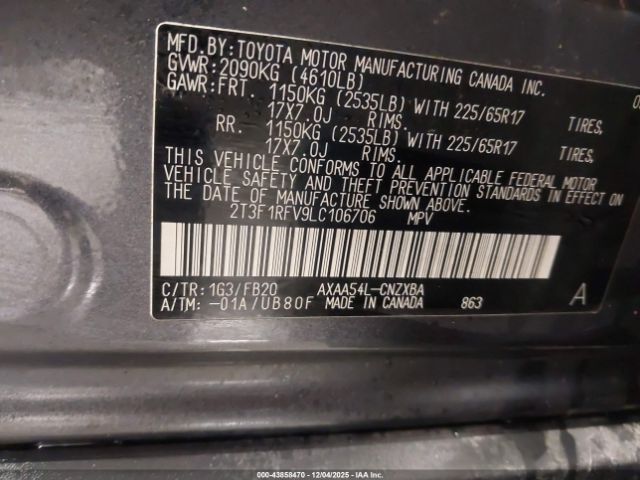 MFD.BY:TOYOTA MOTOR MANUFACTURING CANADA INC.
GVWR:2090KG (4610LB)
GAWR:FRT. 1150KG (2535LB) WITH 225/65R17 TIRES,
17X7.0J RIMS.
RR. 1150KG (2535LB) WITH 225/65R17 TIRES,
17X7.0J RIMS.
THIS VEHICLE CONFORMS TO ALL APPLICABLE FEDERAL MOTOR
VEHICLE SAFETY AND THEFT PREVENTION STANDARDS IN EFFECT ON
THE DATE OF MANUFACTURE SHOWN ABOVE.
2T3F1RFV9LC106706 MPV
C/TR:1G3/FB20 AXAA54L-CNZXBA A
A/TM:-01A/UB80F MADE IN CANADA 863
000-43858470 12/04/2025 IAA Copart